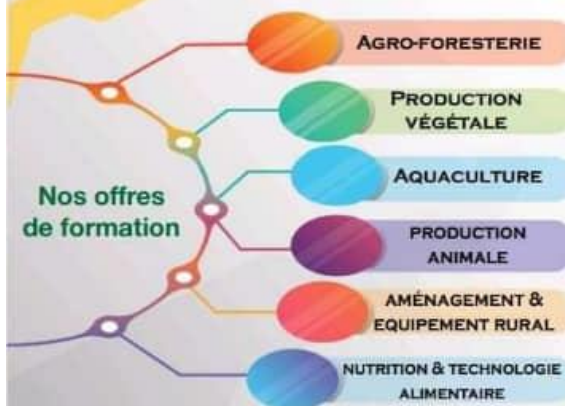 AGRO-FORESTERIE
PRODUCTION
VÉGÉTALE
AQUACULTURE
Nos offres
de formation
PRODUCTION
ANIMALE
AMÉNAGEMENT &
EQUIPEMENT RURAL
NUTRITION & TECHNOLOGIE
ALIMENTAIRE